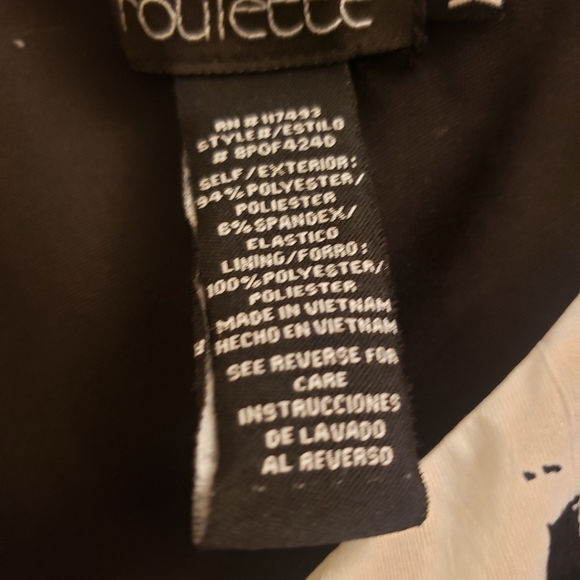 roulette
RN # 117493
STYLE#/ESTILO
# 8POF424D
SELF/EXTERIOR:
94%POLYESTER/
POLIESTER
6%SPANDEX/
ELASTICO
LINING/FORRO:
100%POLYESTER/
POLIESTER
MADE IN VIETNAM
HECHO EN VIETNAM
SEE REVERSE FOR
CARE
INSTRUCCIONES
DE LAVADO
AL REVERSO